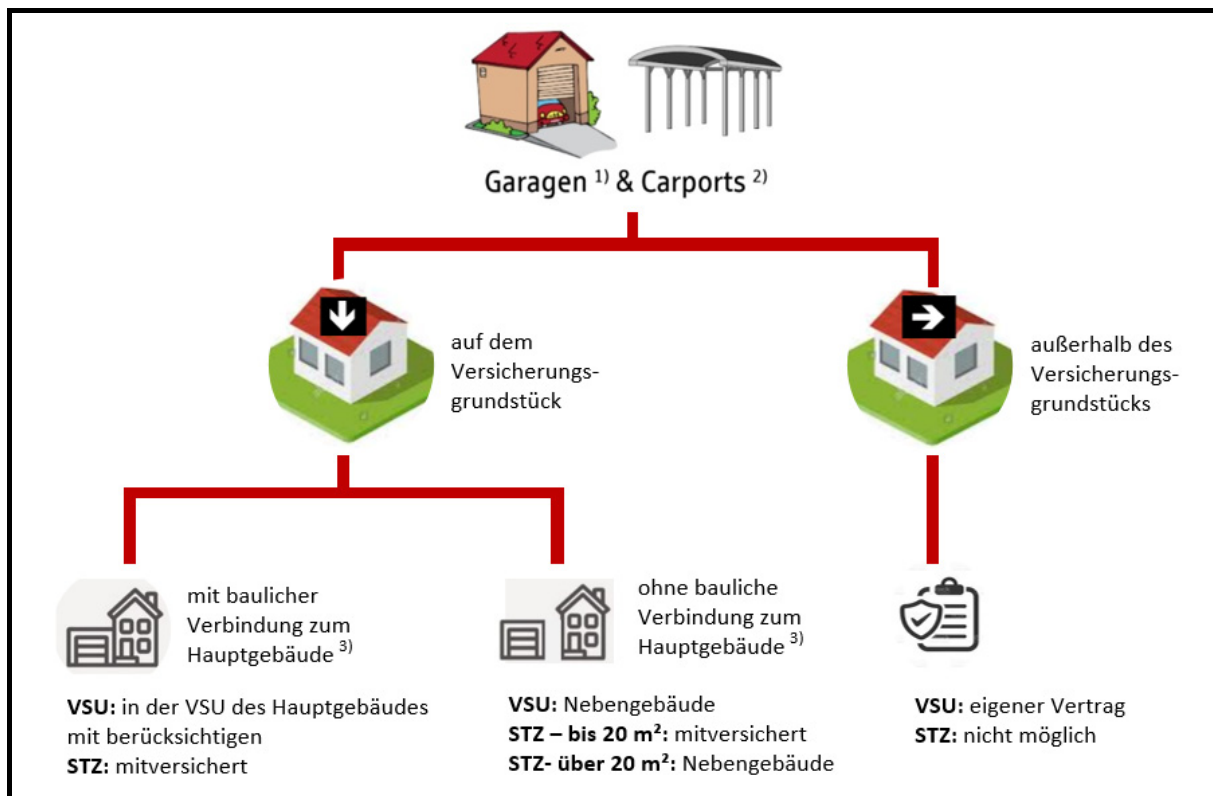 Garagen 1) & Carports 2)
auf dem
Versicherungs-
grundstück
außerhalb des
Versicherungs-
grundstücks
mit baulicher
Verbindung zum
Hauptgebäude 3)
VSU: in der VSU des Hauptgebäudes
mit berücksichtigen
STZ: mitversichert
ohne bauliche
Verbindung zum
Hauptgebäude 3)
VSU: Nebengebäude
STZ – bis 20 m²: mitversichert
STZ- über 20 m²: Nebengebäude
VSU: eigener Vertrag
STZ: nicht möglich